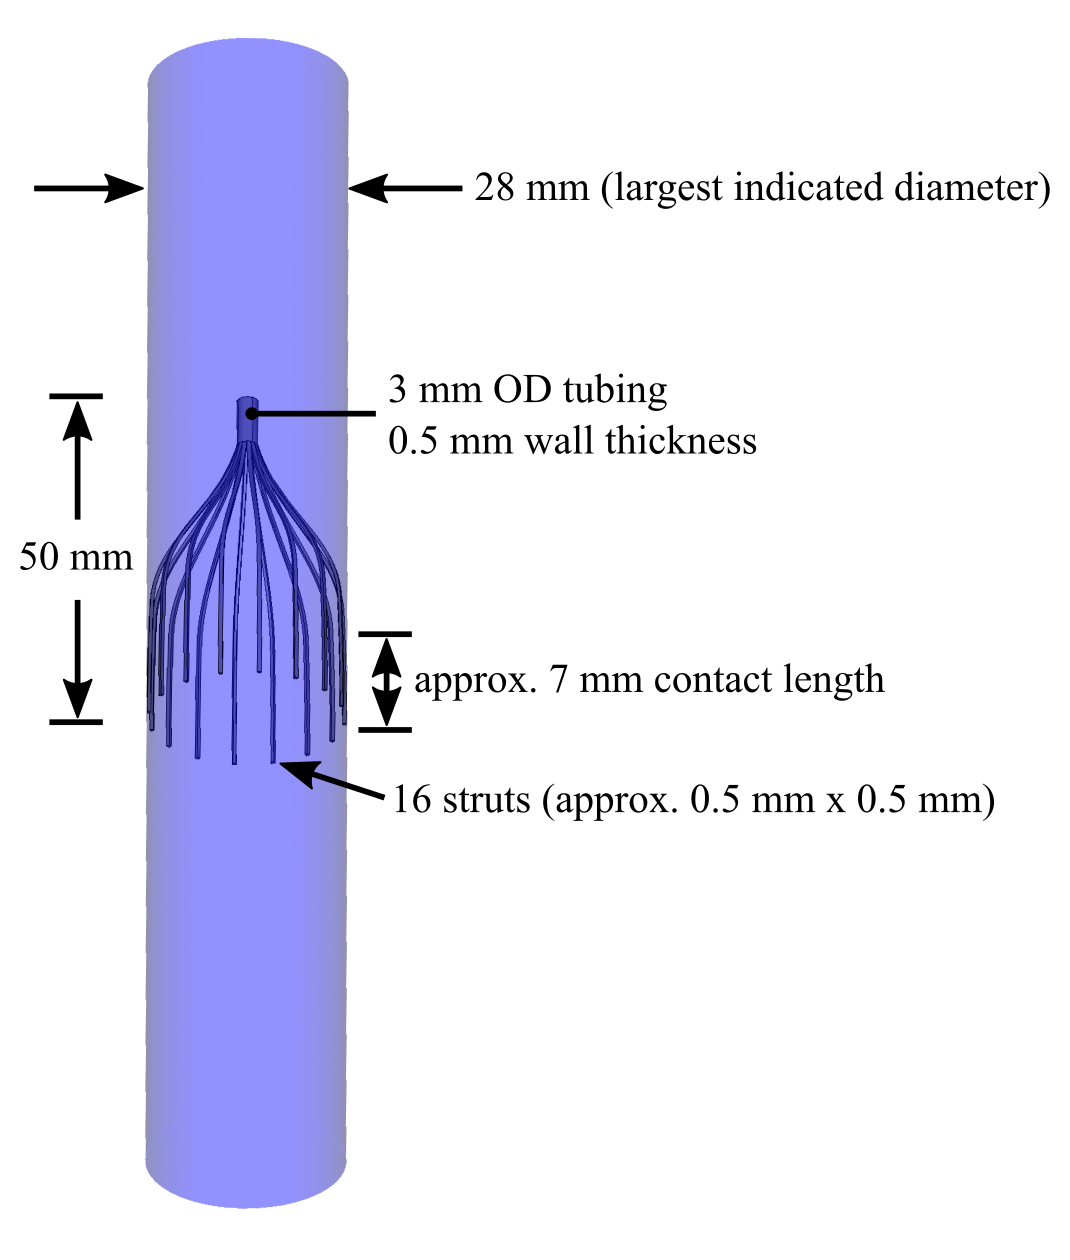 28 mm (largest indicated diameter)
3 mm OD tubing
0.5 mm wall thickness
50 mm
approx. 7 mm contact length
16 struts (approx. 0.5 mm x 0.5 mm)